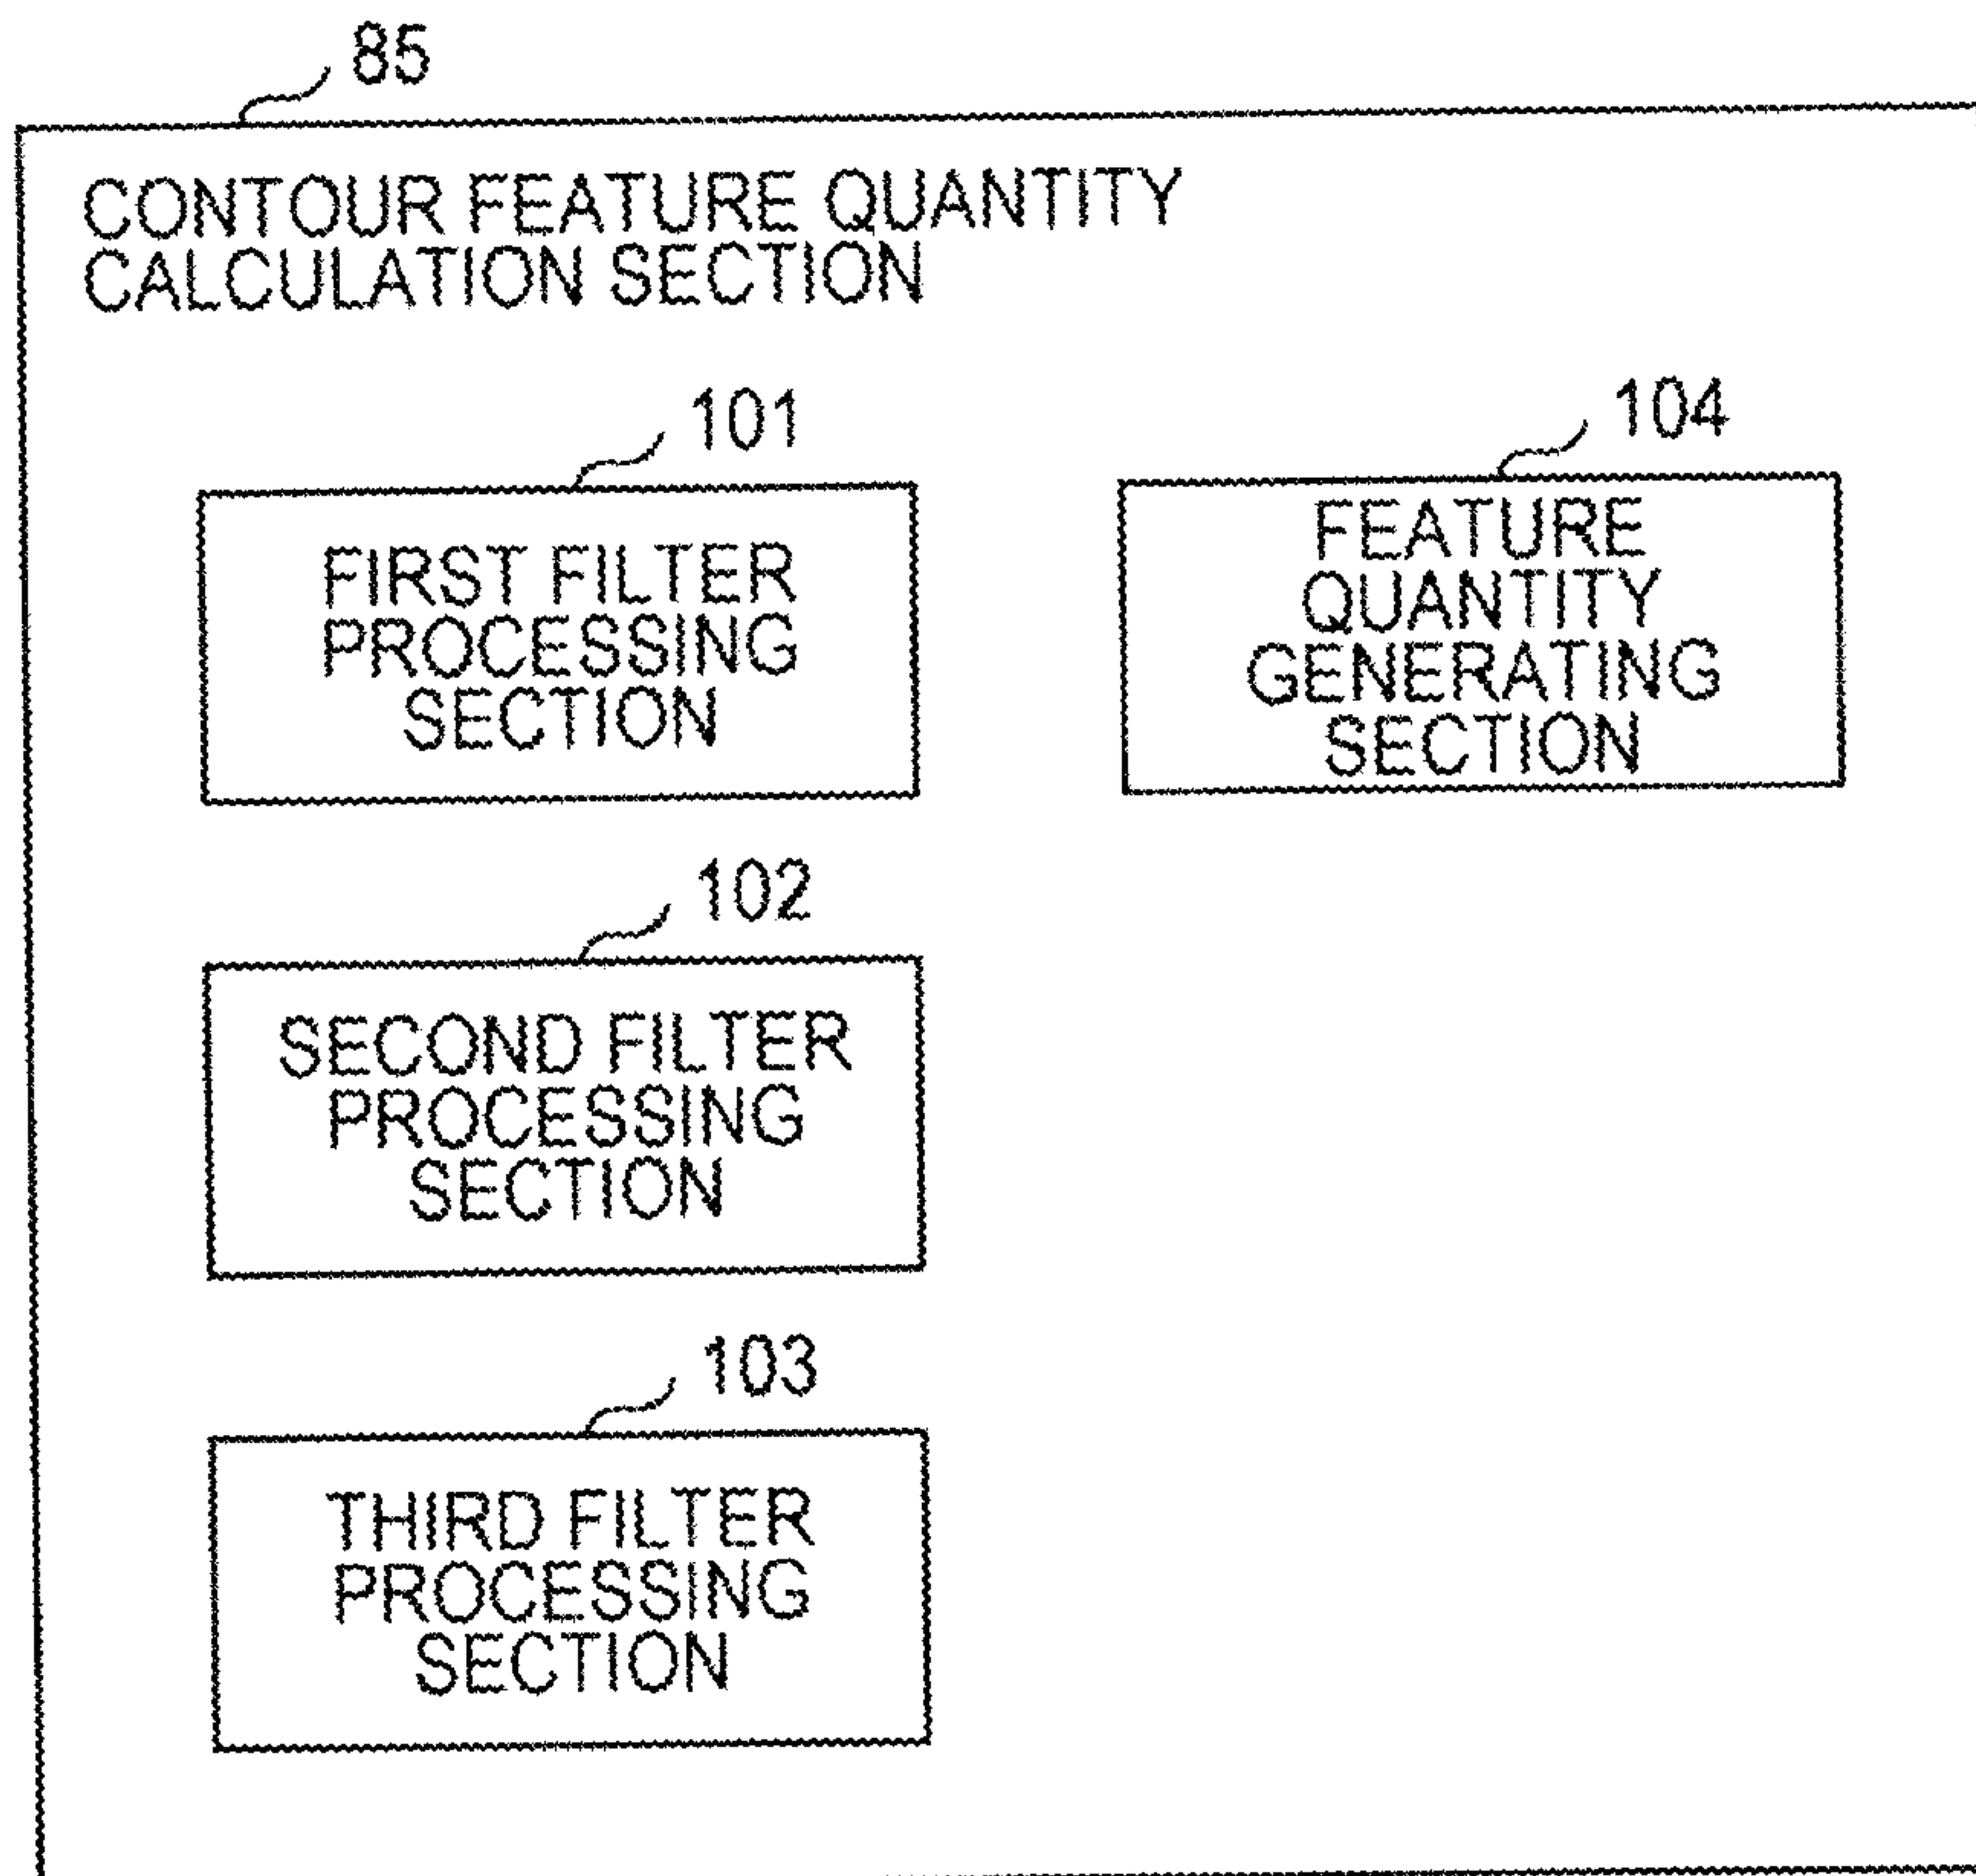 85
CONTOUR FEATURE QUANTITY
CALCULATION SECTION
101
FIRST FILTER
PROCESSING
SECTION
104
FEATURE
QUANTITY
GENERATING
SECTION
102
SECOND FILTER
PROCESSING
SECTION
103
THIRD FILTER
PROCESSING
SECTION